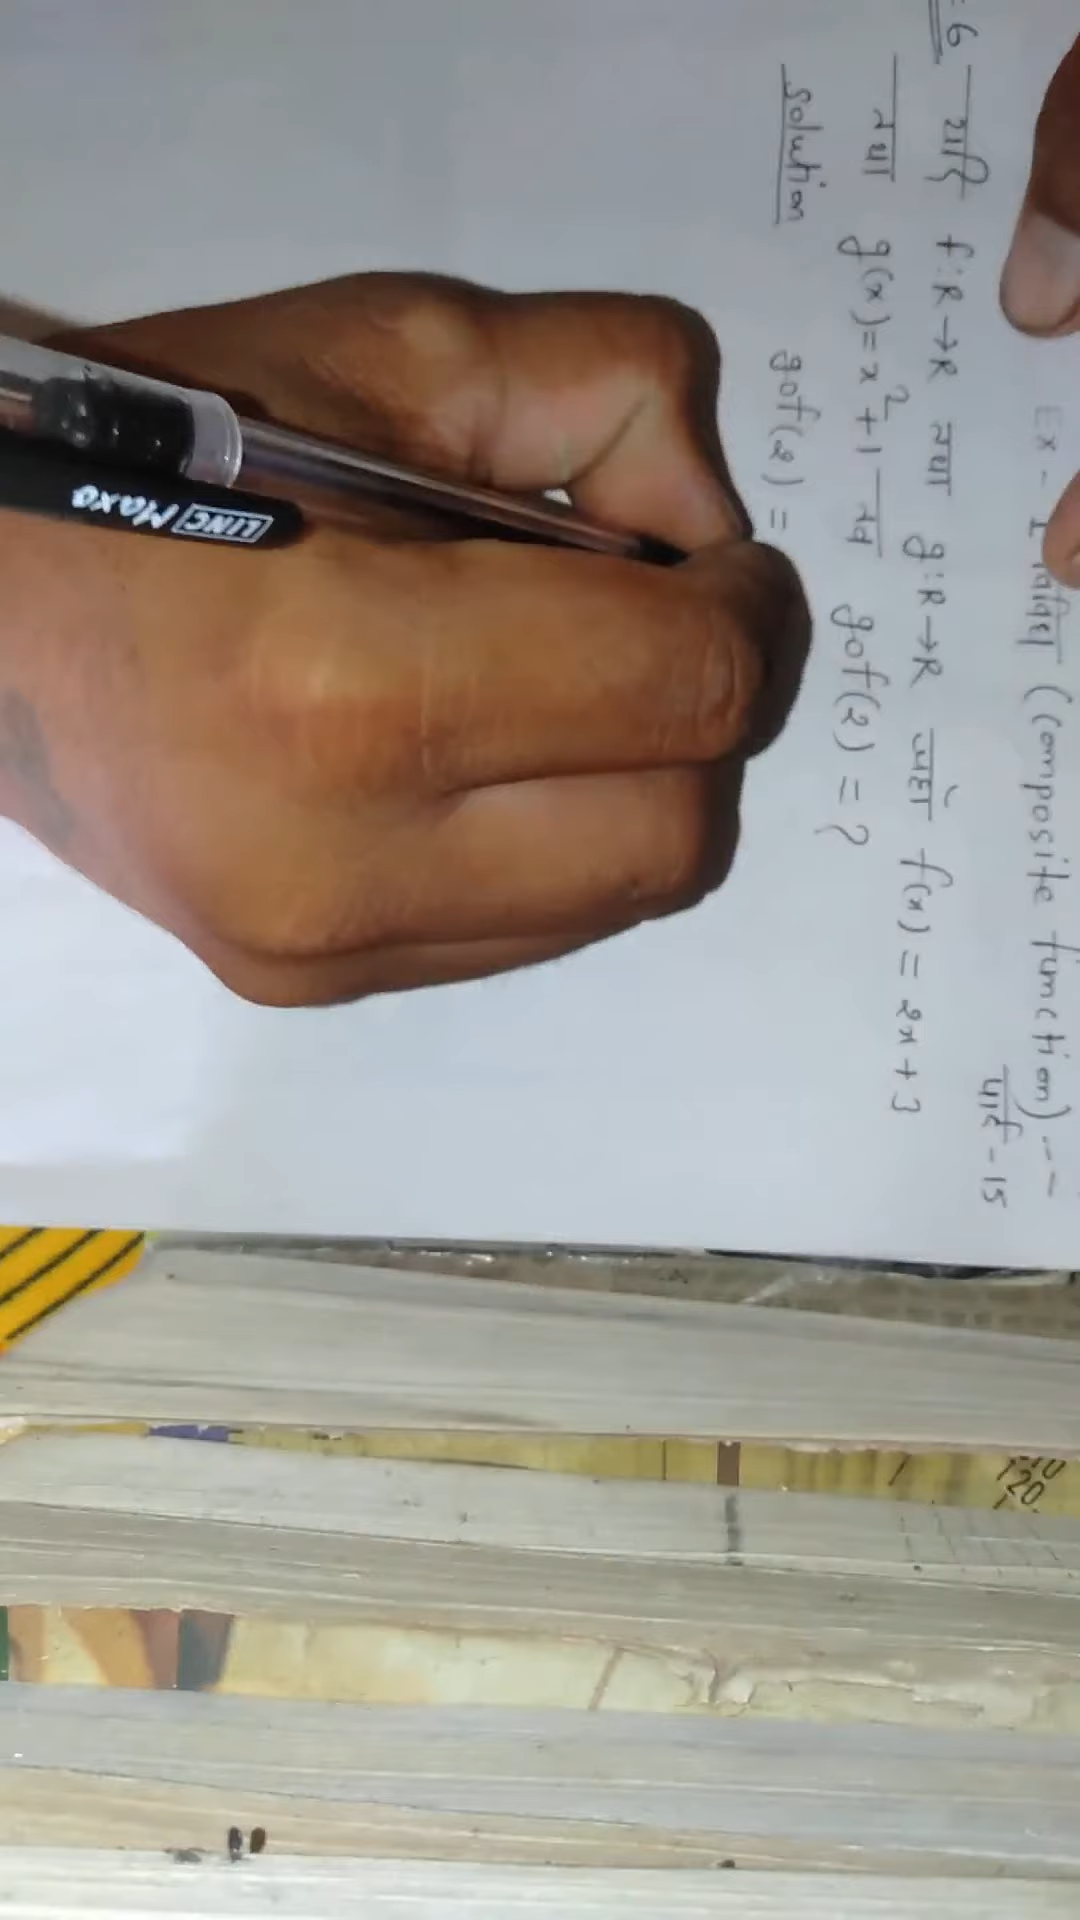 Ex - 1 (composite function) --
पार्ट - 15
6 यदि f:R→R तथा g:R→R जहाँ f(x) = 2x+3
तथा g(x) = x²+1 तब gof(2) = ?
solution gof(2) =
LINC Maxo
20